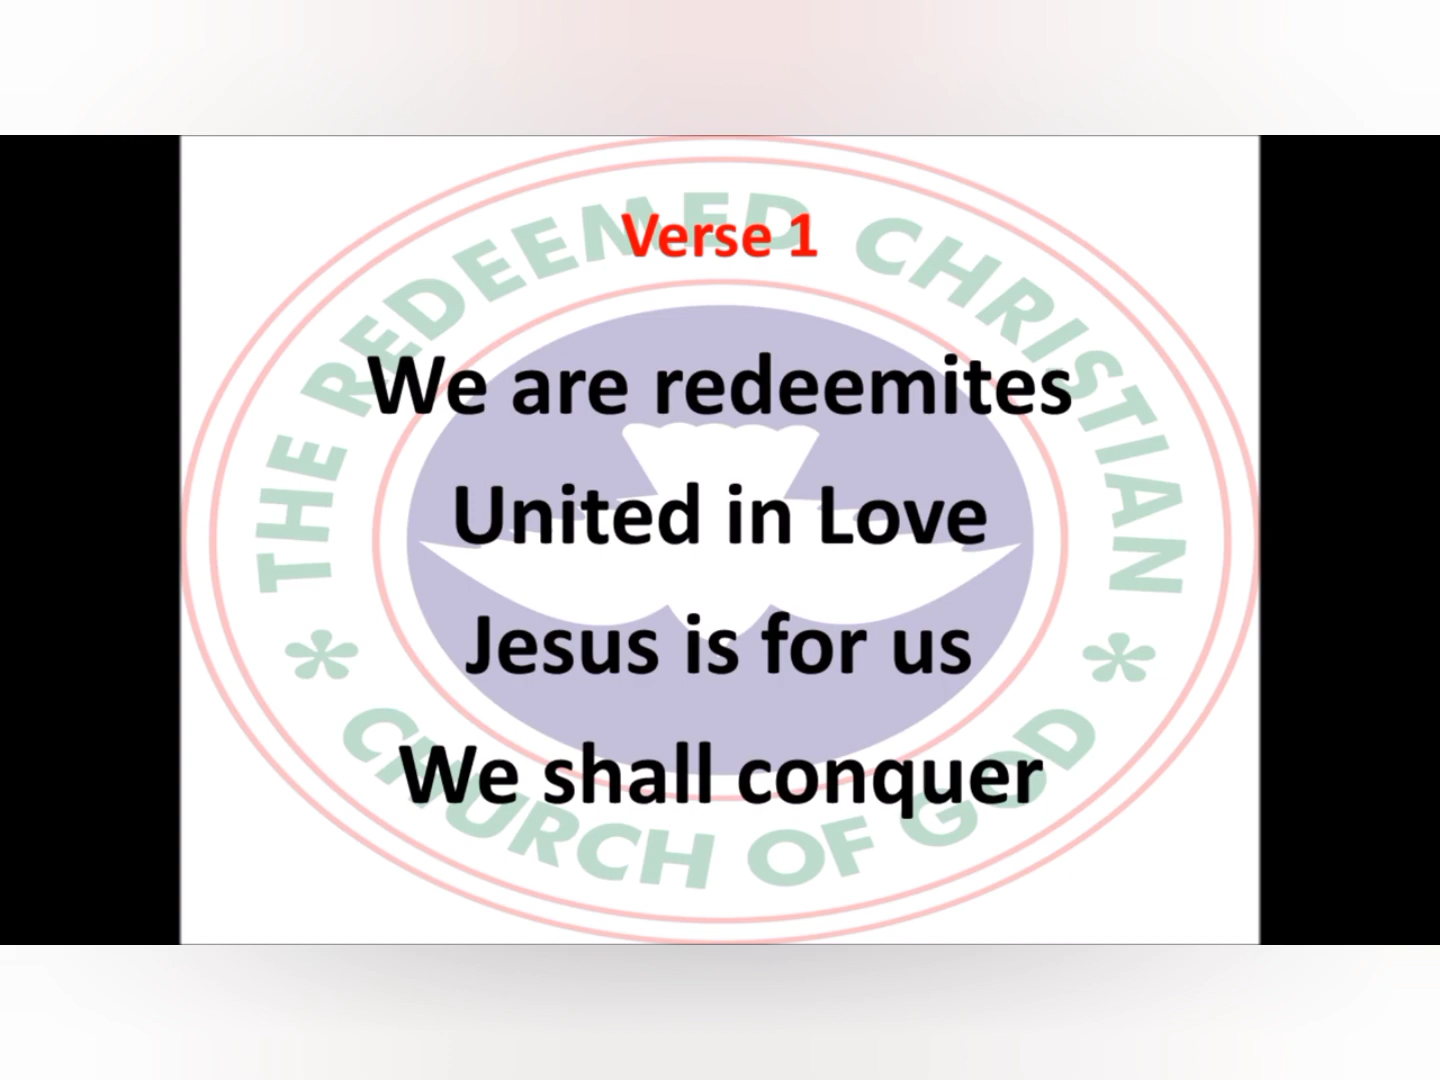 THE REDEEMED CHRISTIAN
Verse 1
We are redeemites
United in Love
Jesus is for us
We shall conquer
* CHURCH OF GOD *